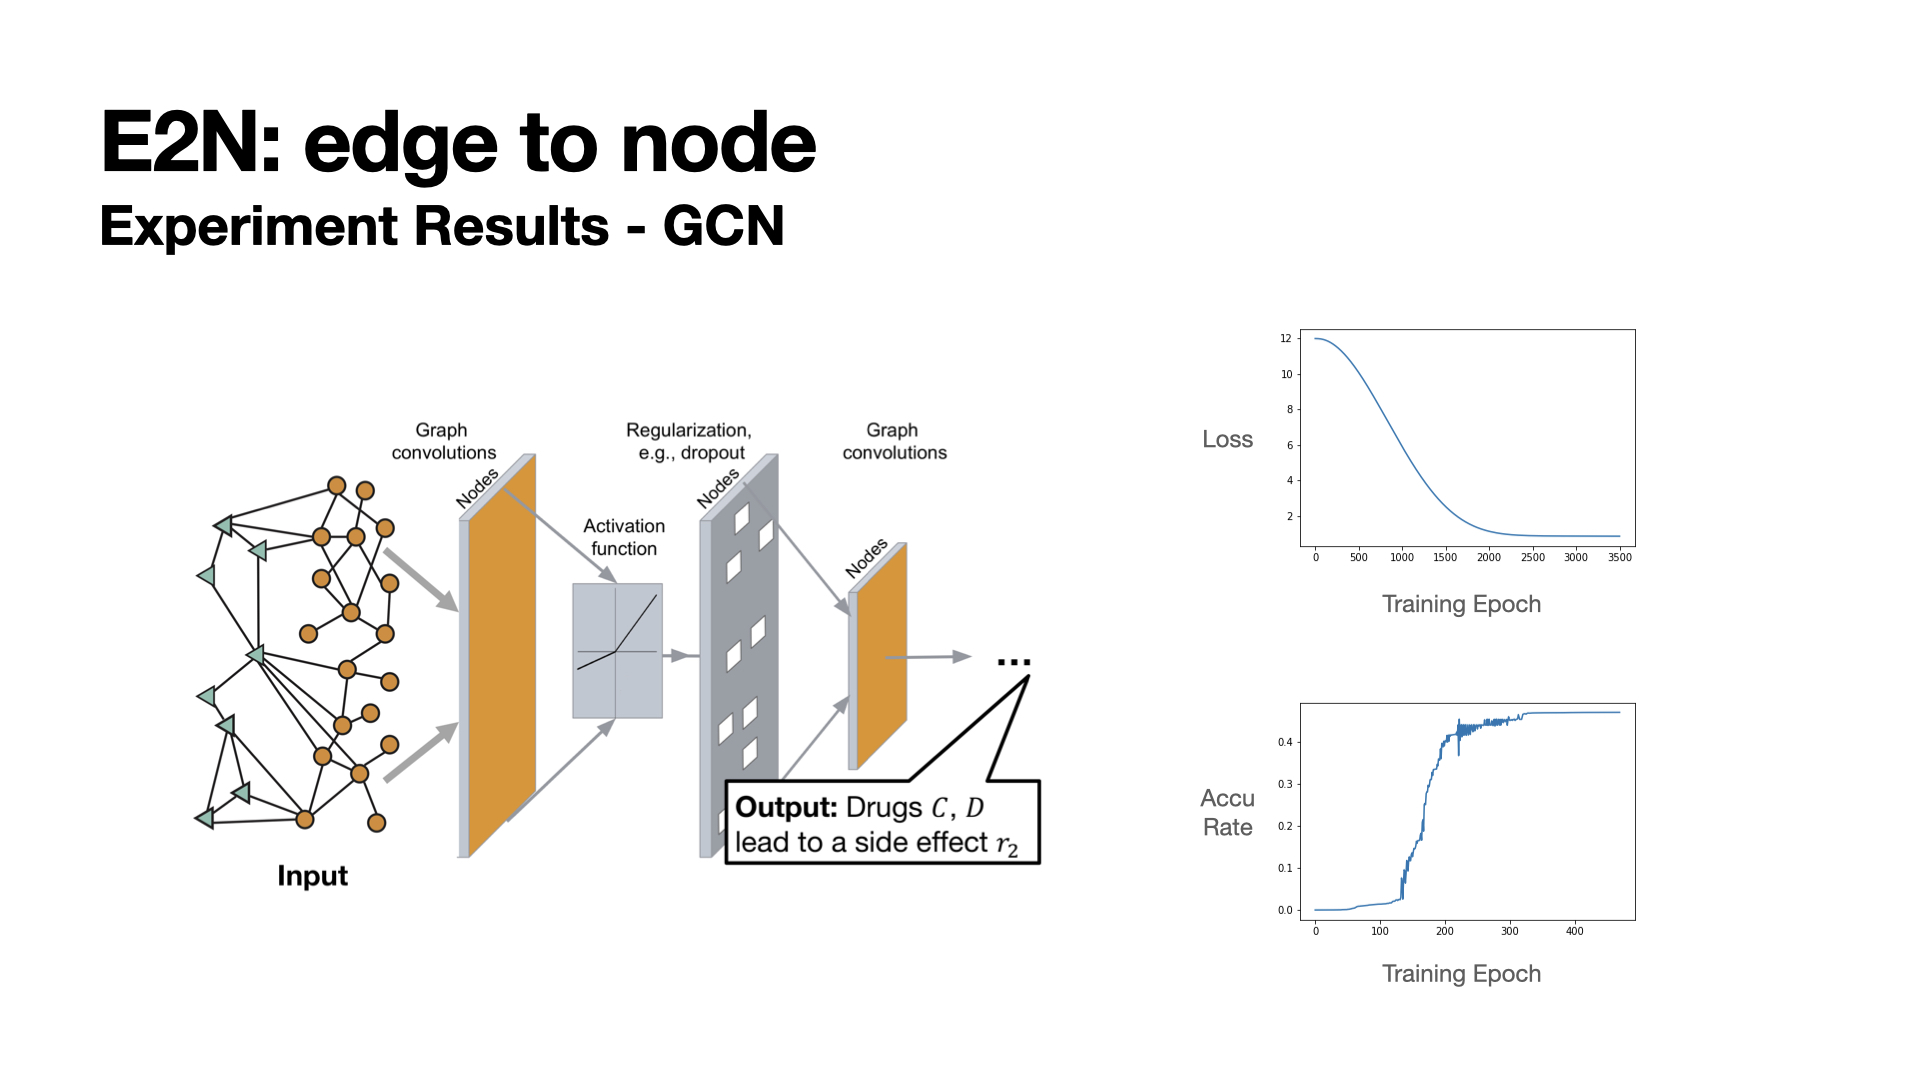 E2N: edge to node
Experiment Results - GCN
Graph
convolutions
Regularization,
e.g., dropout
Graph
convolutions
Nodes
Nodes
Nodes
Activation
function
...
Output: Drugs C, D
lead to a side effect r₂
Input
Loss
12
10
8
6
4
2
0 500 1000 1500 2000 2500 3000 3500
Training Epoch
Accu
Rate
0.4
0.3
0.2
0.1
0.0
0 100 200 300 400
Training Epoch